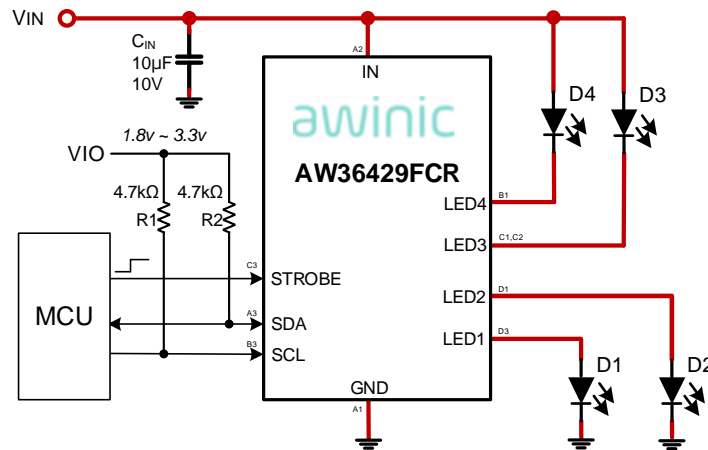 VIN
CIN
10µF
10V
A2
IN
awinic
AW36429FCR
D4
D3
1.8v ~ 3.3v
VIO
4.7kΩ
R1
4.7kΩ
R2
B1
LED4
C1,C2
LED3
MCU
C3
STROBE
D1
LED2
A3
SDA
D3
LED1
B3
SCL
GND
A1
D1
D2